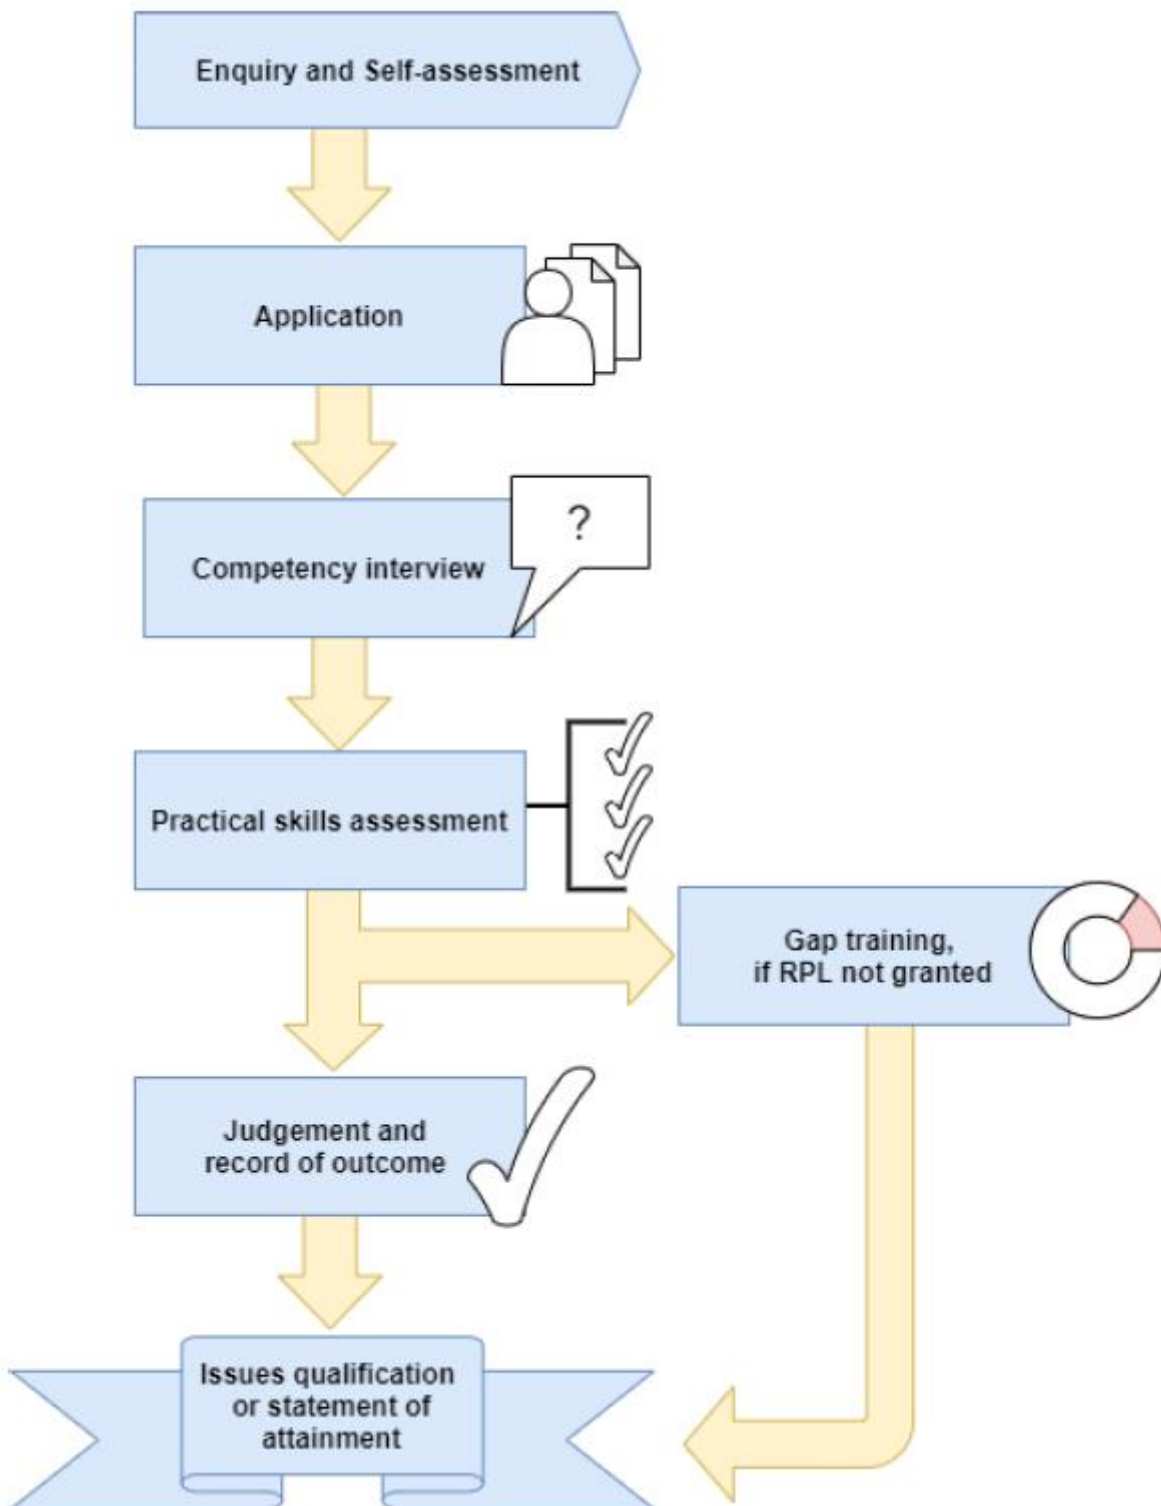 Enquiry and Self-assessment
Application
Competency interview
?
Practical skills assessment
Gap training,
if RPL not granted
Judgement and
record of outcome
Issues qualification
or statement of
attainment